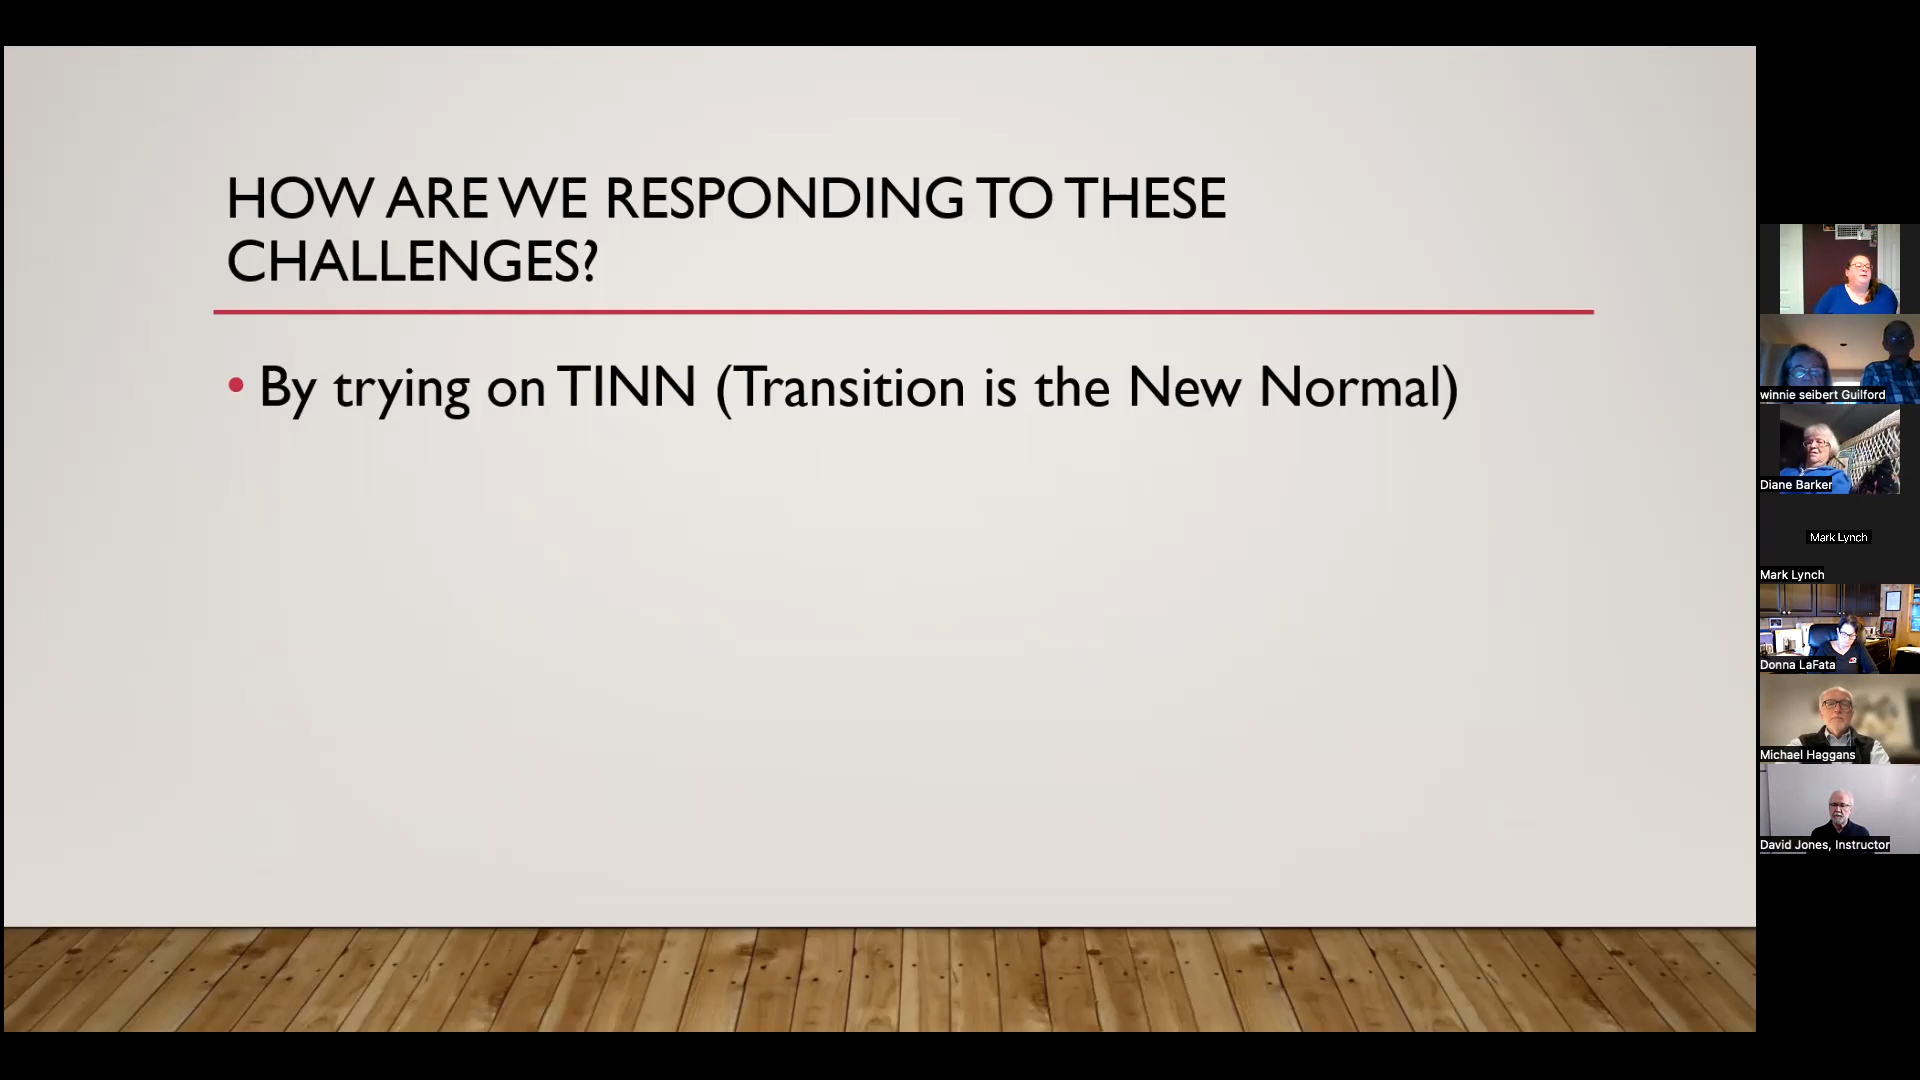 HOW ARE WE RESPONDING TO THESE
CHALLENGES?
• By trying on TINN (Transition is the New Normal)
winnie seibert Guilford
Diane Barker
Mark Lynch
Mark Lynch
Donna LaFata
Michael Haggans
David Jones, Instructor